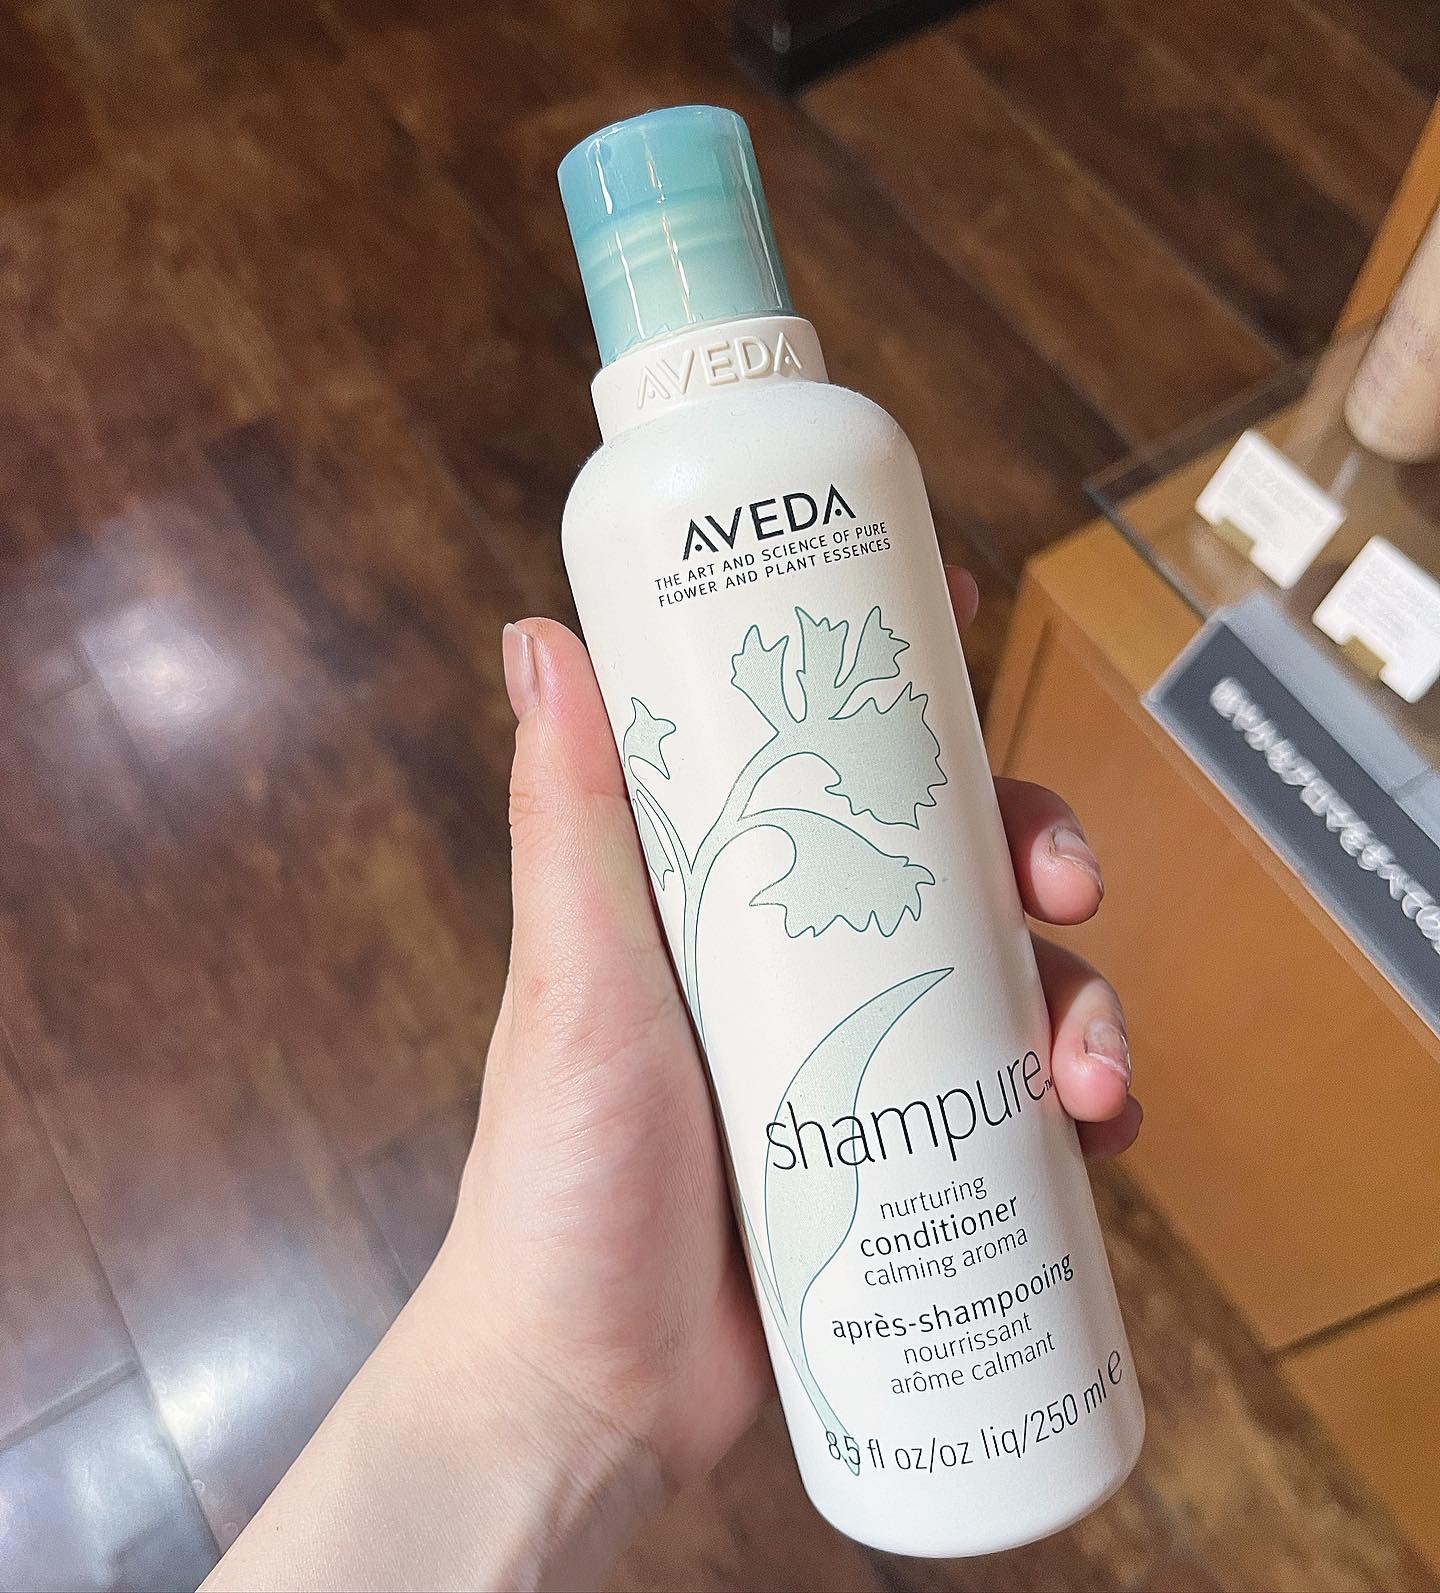 AVEDA
AVEDA
THE ART AND SCIENCE OF PURE
FLOWER AND PLANT ESSENCES
shampure™
nurturing
conditioner
calming aroma
après-shampooing
nourrissant
arôme calmant
8.5 fl oz/oz liq/250 ml e